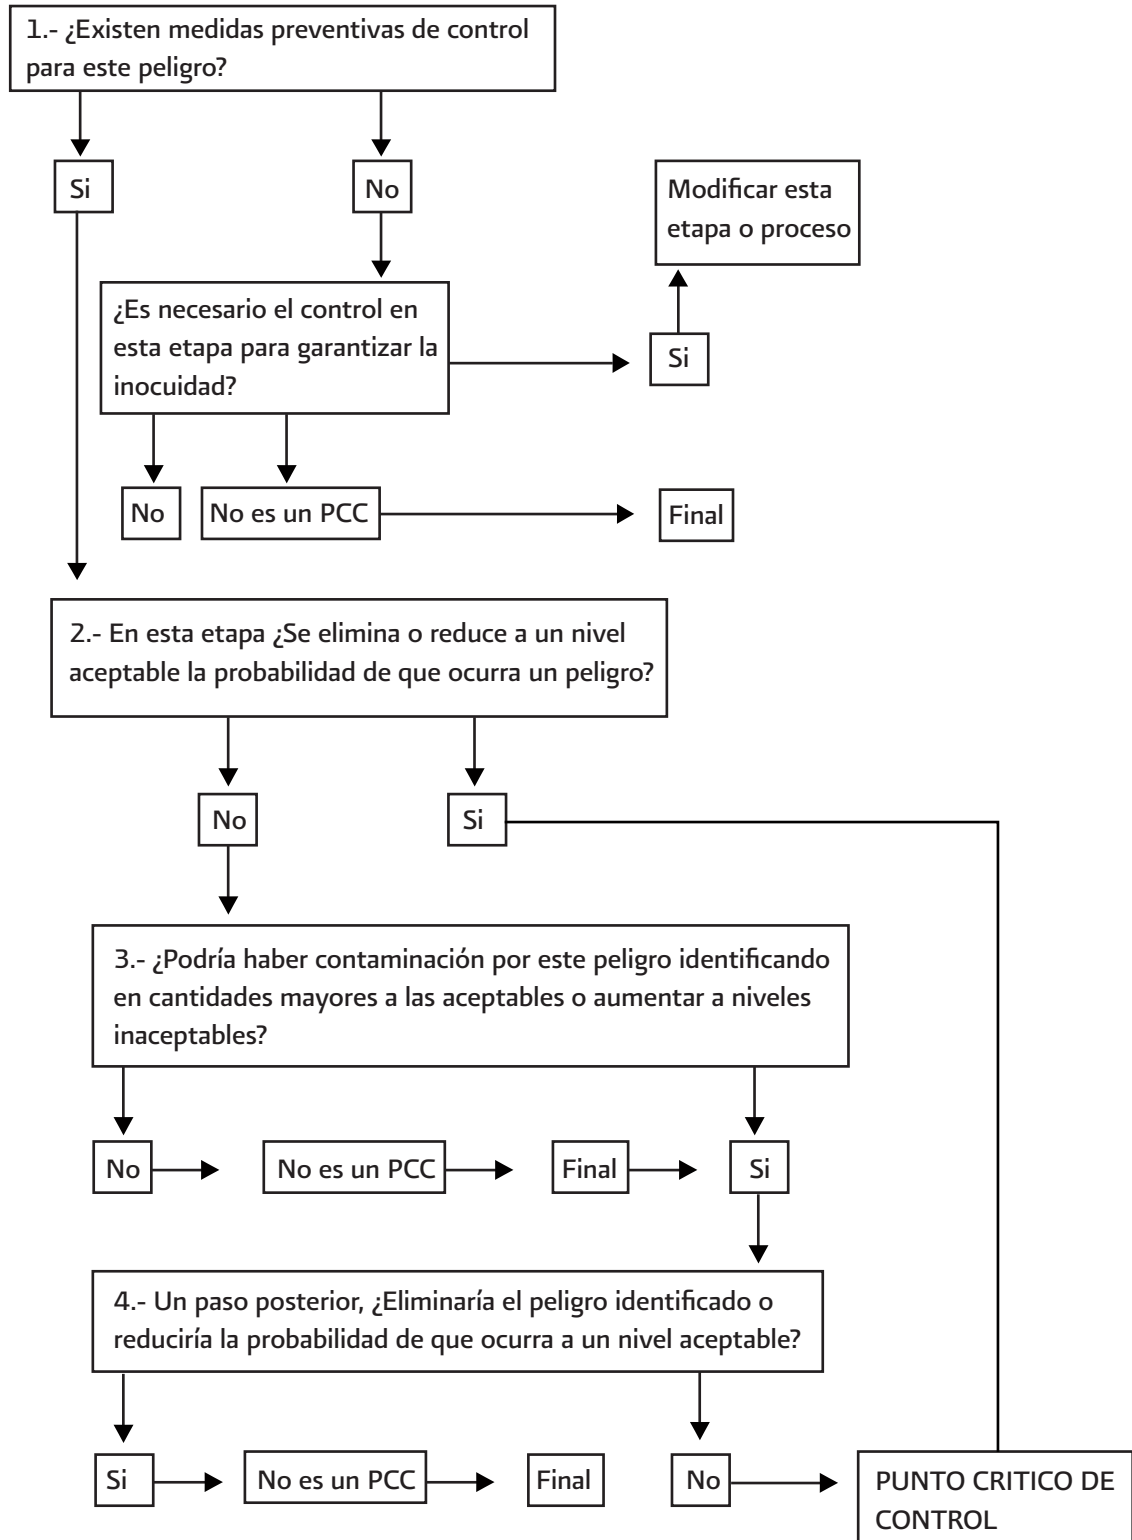 1.- ¿Existen medidas preventivas de control
para este peligro?
Si
No
Modificar esta
etapa o proceso
¿Es necesario el control en
esta etapa para garantizar la
inocuidad?
Si
No
No es un PCC
Final
2.- En esta etapa ¿Se elimina o reduce a un nivel
aceptable la probabilidad de que ocurra un peligro?
No
Si
3.- ¿Podría haber contaminación por este peligro identificando
en cantidades mayores a las aceptables o aumentar a niveles
inaceptables?
No
No es un PCC
Final
Si
4.- Un paso posterior, ¿Eliminaría el peligro identificado o
reduciría la probabilidad de que ocurra a un nivel aceptable?
Si
No es un PCC
Final
No
PUNTO CRITICO DE
CONTROL